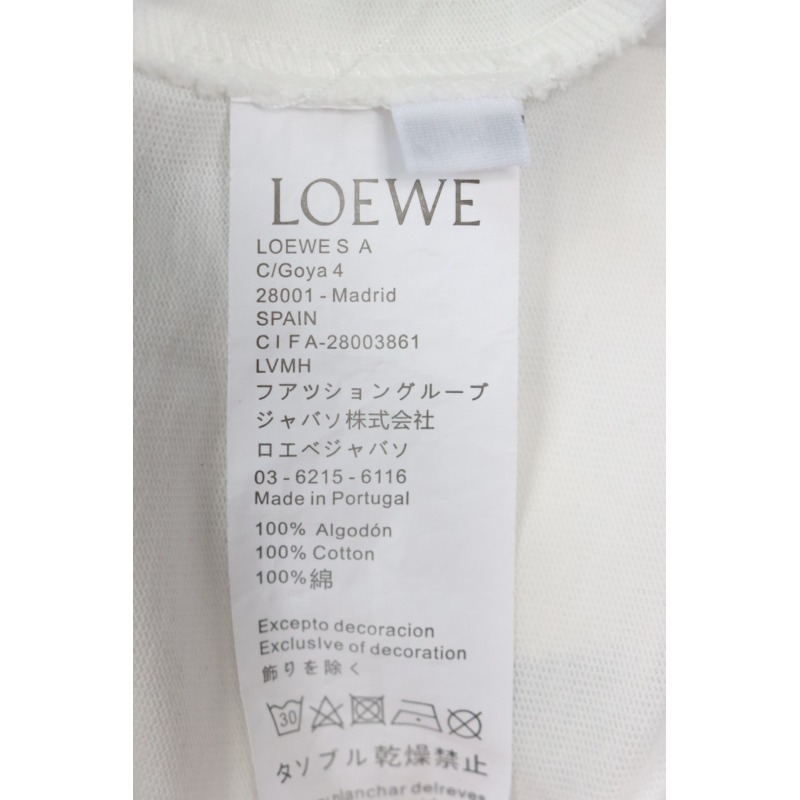 LOEWE
LOEWE S A
C/Goya 4
28001 - Madrid
SPAIN
C I F A-28003861
LVMH
フアツショングループ
ジャバソ株式会社
ロエベジャバソ
03 - 6215 - 6116
Made in Portugal
100% Algodón
100% Cotton
100%綿
Excepto decoracion
Exclusive of decoration
飾りを除く
30
タソブル乾燥禁止
planchar delreves